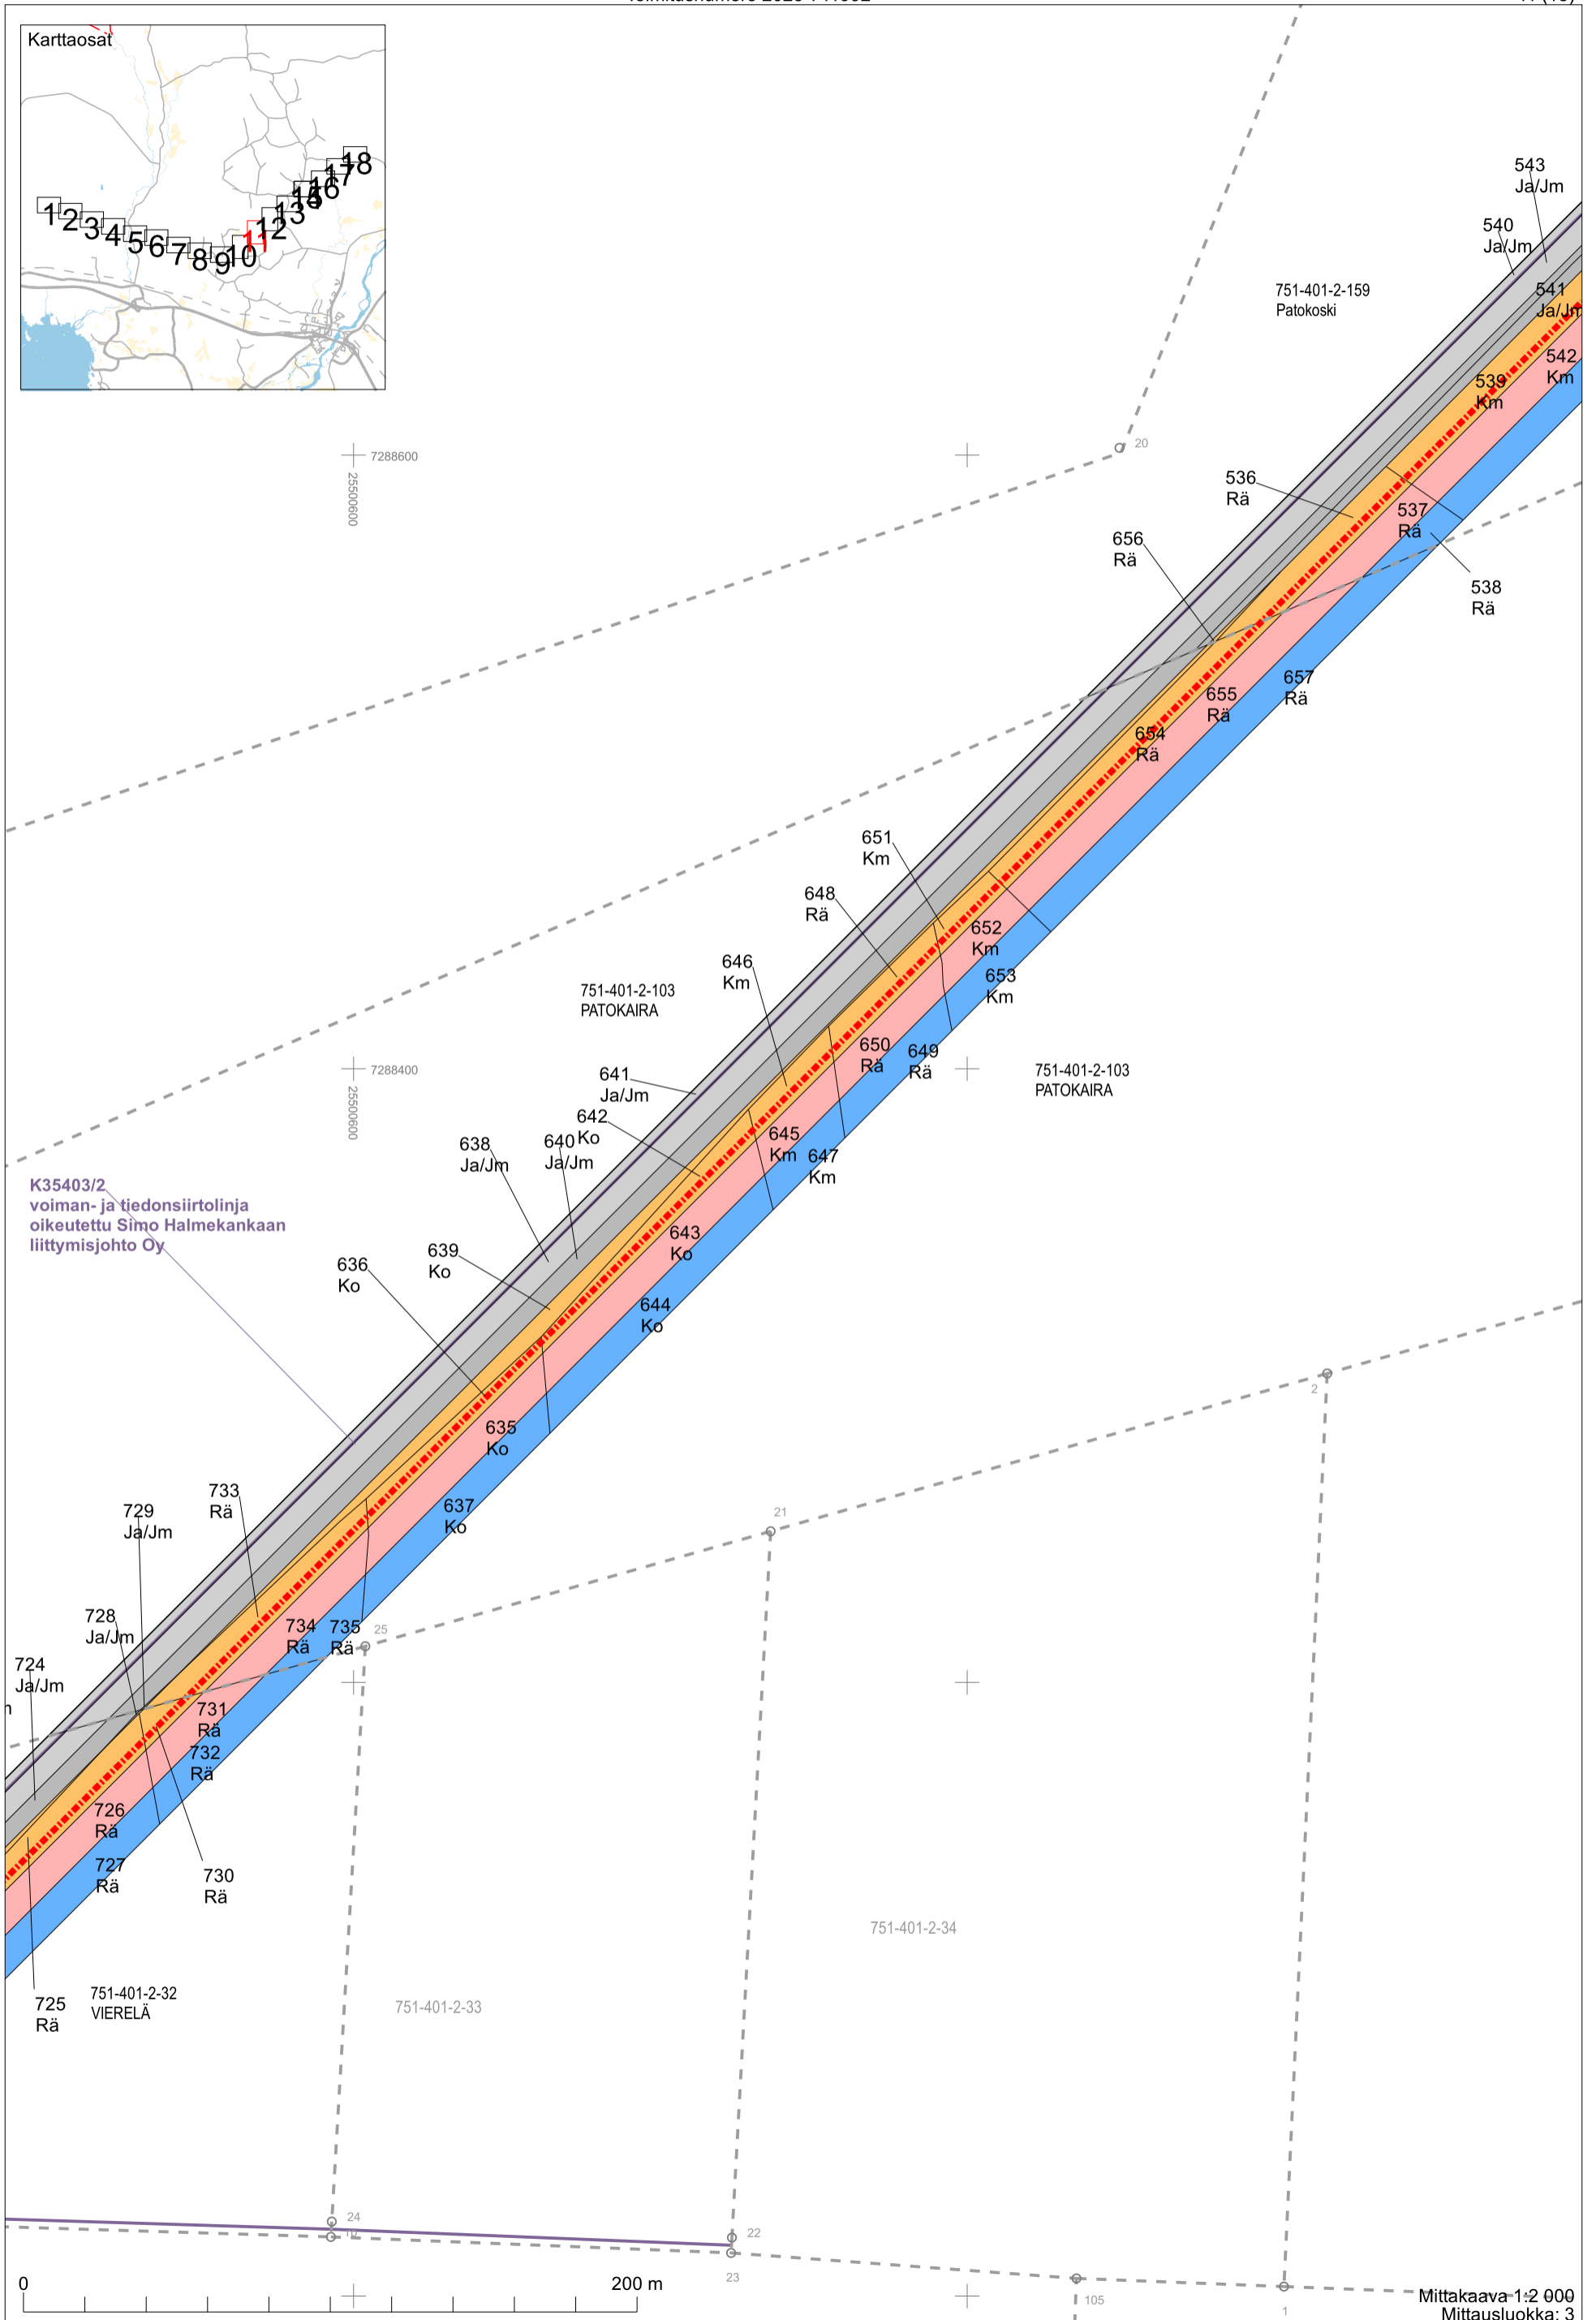 Karttaosat
1
2
3
4
5
6
7
8
9
10
11
12
13
14
15
16
17
18
543
Ja/Jm
540
Ja/Jm
751-401-2-159
Patokoski
541
Ja/Jm
542
Km
539
Km
20
7288600
25500600
536
Rä
537
Rä
656
Rä
538
Rä
657
Rä
655
Rä
654
Rä
651
Km
648
Rä
652
Km
646
Km
653
Km
751-401-2-103
PATOKAIRA
650
Rä
649
Rä
751-401-2-103
PATOKAIRA
7288400
25500600
641
Ja/Jm
642
Ko
638
Ja/Jm
640
Ja/Jm
645
Km
647
Km
K35403/2
voiman- ja tiedonsiirtolinja
oikeutettu Simo Halmekankaan
liittymisjohto Oy
643
Ko
639
Ko
636
Ko
644
Ko
2
635
Ko
733
Rä
637
Ko
729
Ja/Jm
21
728
Ja/Jm
734
Rä
735
Rä
25
724
Ja/Jm
731
Rä
732
Rä
726
Rä
727
Rä
730
Rä
751-401-2-34
751-401-2-32
VIERELÄ
725
Rä
751-401-2-33
24
22
23
105
1
0
200 m
Mittakaava 1:2 000
Mittausluokka: 3